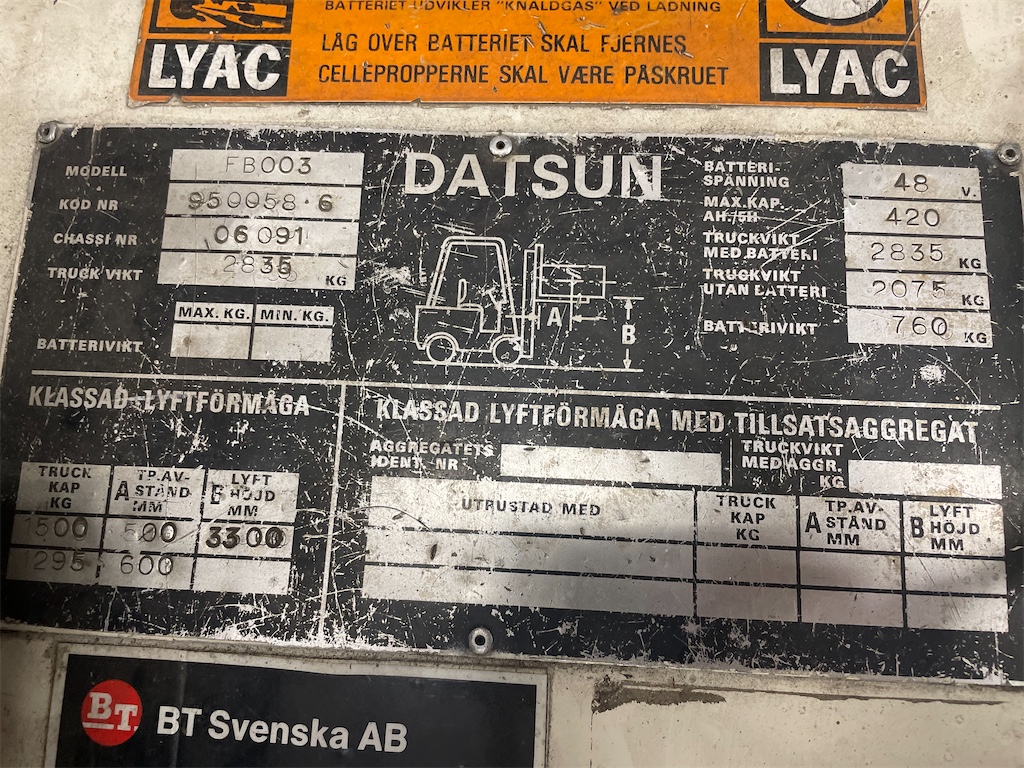 BATTERIET UDVIKLER "KNALDGAS" VED LADNING
LÅG OVER BATTERIET SKAL FJERNES
CELLEPROPPERNE SKAL VÆRE PÅSKRUET
LYAC
LYAC
DATSUN
MODELL FB003
KOD NR 950058-6
CHASSI NR 06091
TRUCKVIKT 2835 KG
MAX. KG. MIN. KG.
BATTERIVIKT
A
B
BATTERI-
SPÄNNING 48 V.
MAX. KAP.
AH./5H 420
TRUCKVIKT
MED BATTERI 2835 KG
TRUCKVIKT
UTAN BATTERI 2075 KG
BATTERIVIKT 760 KG
KLASSAD LYFTFÖRMÅGA
TRUCK
KAP
KG
A TP.AV-
STÅND
MM
B LYFT
HÖJD
MM
1500 500 3300
1295 600
KLASSAD LYFTFÖRMÅGA MED TILLSATSAGGREGAT
AGGREGATETS
IDENT. NR
TRUCKVIKT
MED AGGR.
KG
UTRUSTAD MED
TRUCK
KAP
KG
A TP.AV-
STÅND
MM
B LYFT
HÖJD
MM
BT BT Svenska AB